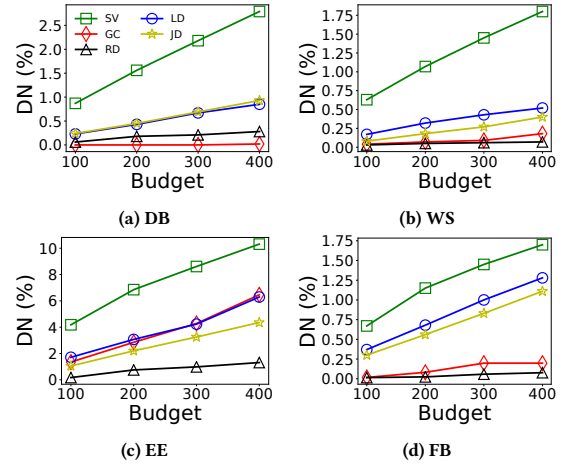 DN (%)
2.5
2.0
1.5
1.0
0.5
0.0
SV
GC
RD
LD
JD
100 200 300 400
Budget
(a) DB
DN (%)
1.75
1.50
1.25
1.00
0.75
0.50
0.25
0.00
100 200 300 400
Budget
(b) WS
DN (%)
10
8
6
4
2
0
100 200 300 400
Budget
(c) EE
DN (%)
1.75
1.50
1.25
1.00
0.75
0.50
0.25
0.00
100 200 300 400
Budget
(d) FB